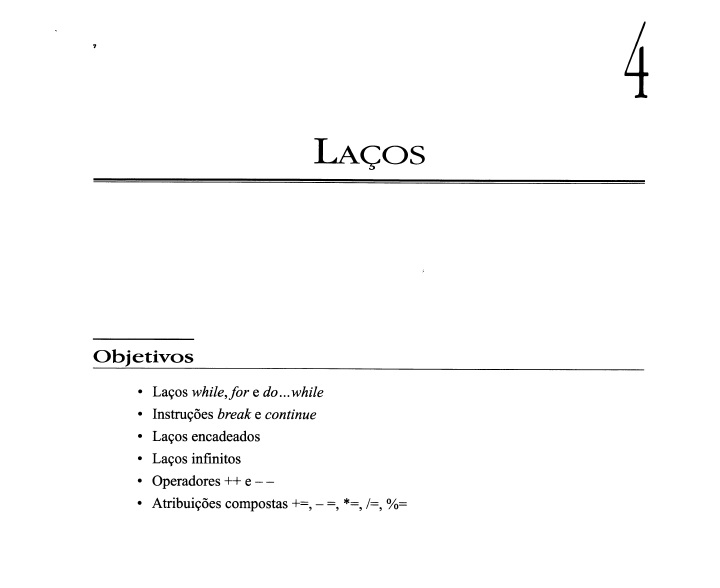 4
LAÇOS
Objetivos
• Laços while, for e do...while
• Instruções break e continue
• Laços encadeados
• Laços infinitos
• Operadores ++ e – –
• Atribuições compostas +=, – =, *=, /=, %=